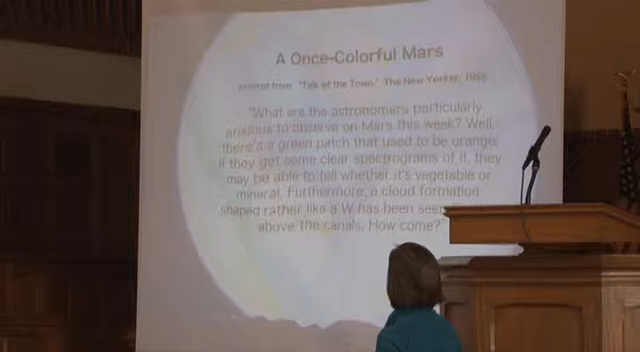 A Once-Colorful Mars
excerpt from "Talk of the Town," The New Yorker,
"What are the astronomers particularly
anxious to observe on Mars this week? Well,
there's a green patch that used to be orange;
if they get some clear spectrograms of it, they
may be able to tell whether it's vegetable or
mineral. Furthermore, a cloud formation
shaped rather like a W has been seen
above the canals. How come?"